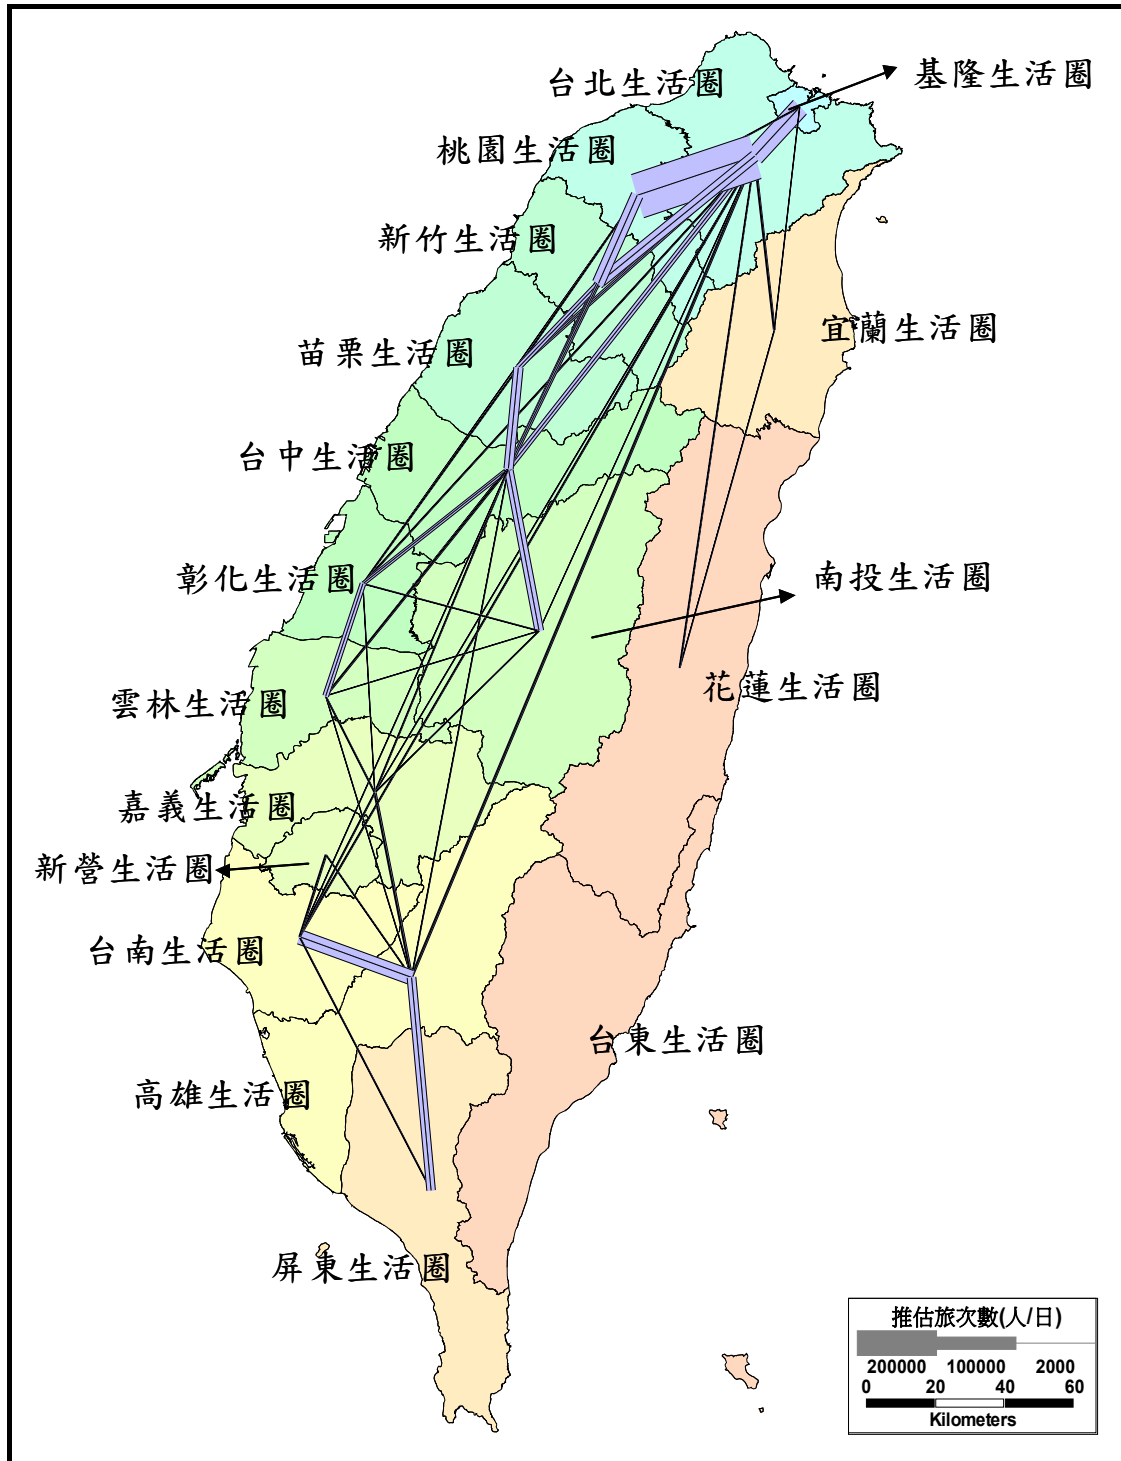 台北生活圈
基隆生活圈
桃園生活圈
新竹生活圈
宜蘭生活圈
苗栗生活圈
台中生活圈
彰化生活圈
南投生活圈
花蓮生活圈
雲林生活圈
嘉義生活圈
新營生活圈
台南生活圈
台東生活圈
高雄生活圈
屏東生活圈
推估旅次數(人/日)
200000 100000 2000
0 20 40 60
Kilometers